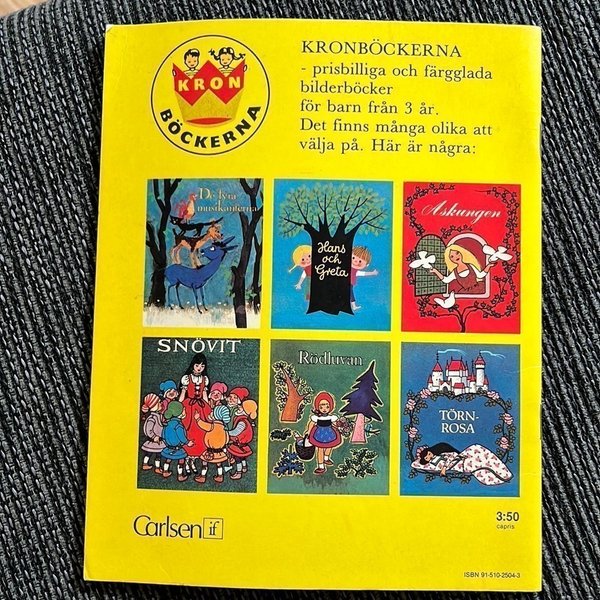 KRON
BÖCKERNA
KRONBÖCKERNA
- prisbilliga och färgglada
bilderböcker
för barn från 3 år.
Det finns många olika att
välja på. Här är några:
De fyra
musikanterna
Hans
och
Greta
Askungen
SNÖVIT
Rödluvan
TÖRN-
ROSA
Carlsen if
3:50
capris
ISBN 91-510-2504-3